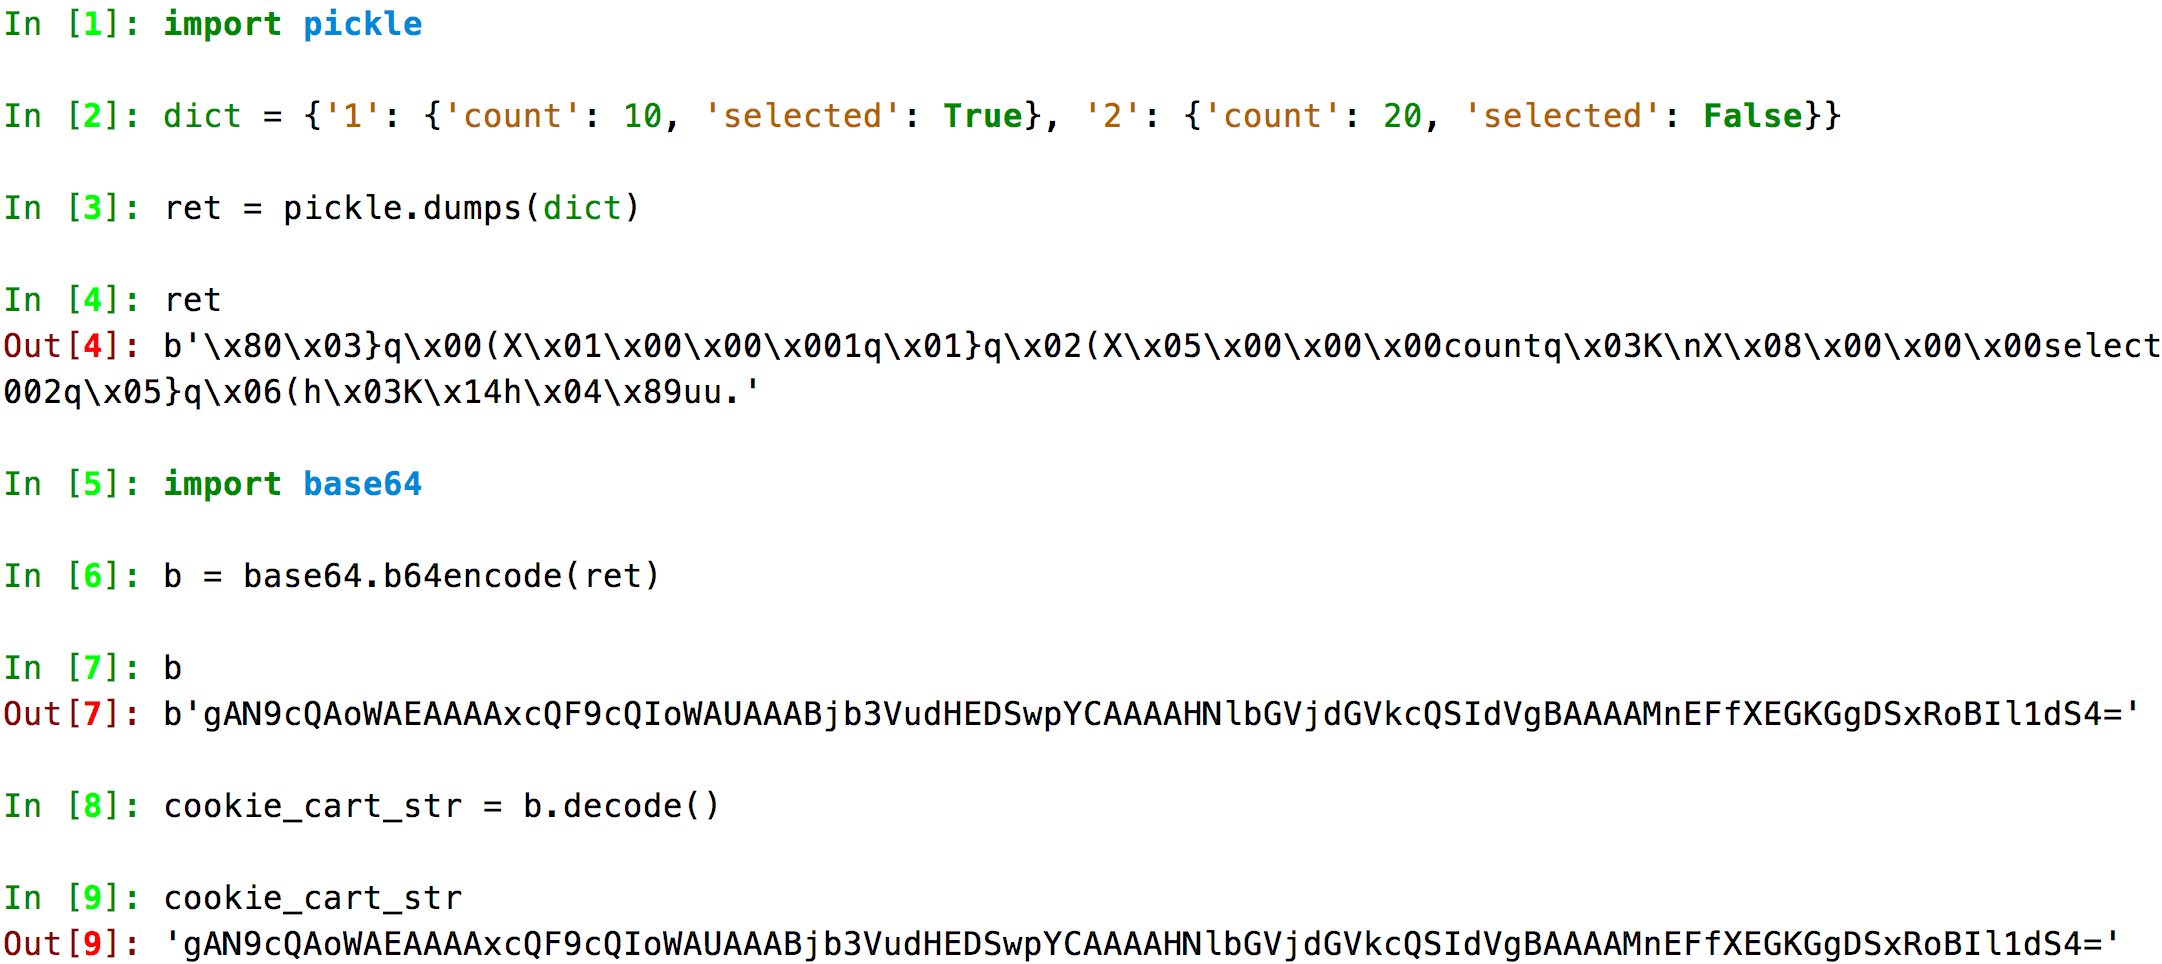 In [1]: import pickle
In [2]: dict = {'1': {'count': 10, 'selected': True}, '2': {'count': 20, 'selected': False}}
In [3]: ret = pickle.dumps(dict)
In [4]: ret
Out[4]: b'\x80\x03}q\x00(X\x01\x00\x00\x001q\x01}q\x02(X\x05\x00\x00\x00countq\x03K\nX\x08\x00\x00\x00select
002q\x05}q\x06(h\x03K\x14h\x04\x89uu.'
In [5]: import base64
In [6]: b = base64.b64encode(ret)
In [7]: b
Out[7]: b'gAN9cQAoWAEAAAAxcQF9cQIoWAUAAABjb3VudHEDSwpYCAAAAHNlbGVjdGVkcQSIdVgBAAAAMnEFfXEGKGgDSxRoBIl1dS4='
In [8]: cookie_cart_str = b.decode()
In [9]: cookie_cart_str
Out[9]: 'gAN9cQAoWAEAAAAxcQF9cQIoWAUAAABjb3VudHEDSwpYCAAAAHNlbGVjdGVkcQSIdVgBAAAAMnEFfXEGKGgDSxRoBIl1dS4='